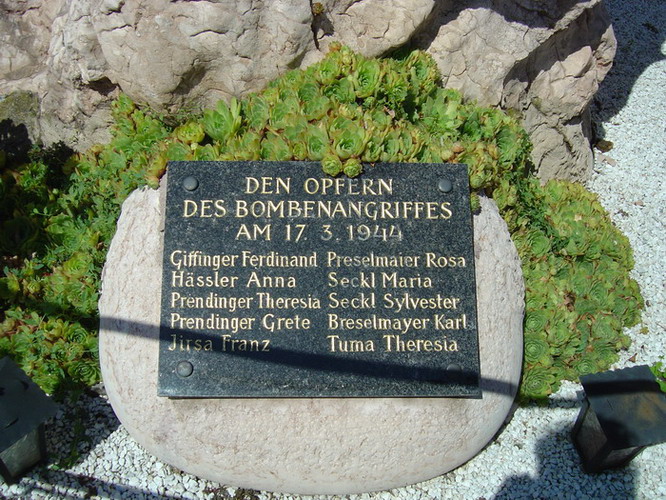 DEN OPFERN
DES BOMBENANGRIFFES
AM 17. 3. 1944
Giffinger Ferdinand Preselmaier Rosa
Hässler Anna Seckl Maria
Prendinger Theresia Seckl Sylvester
Prendinger Grete Breselmayer Karl
Jirsa Franz Tuma Theresia